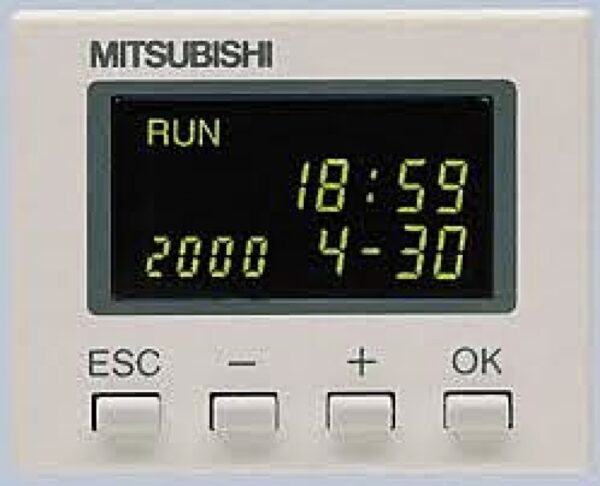 MITSUBISHI
RUN
18:59
2000 4-30
ESC - + OK